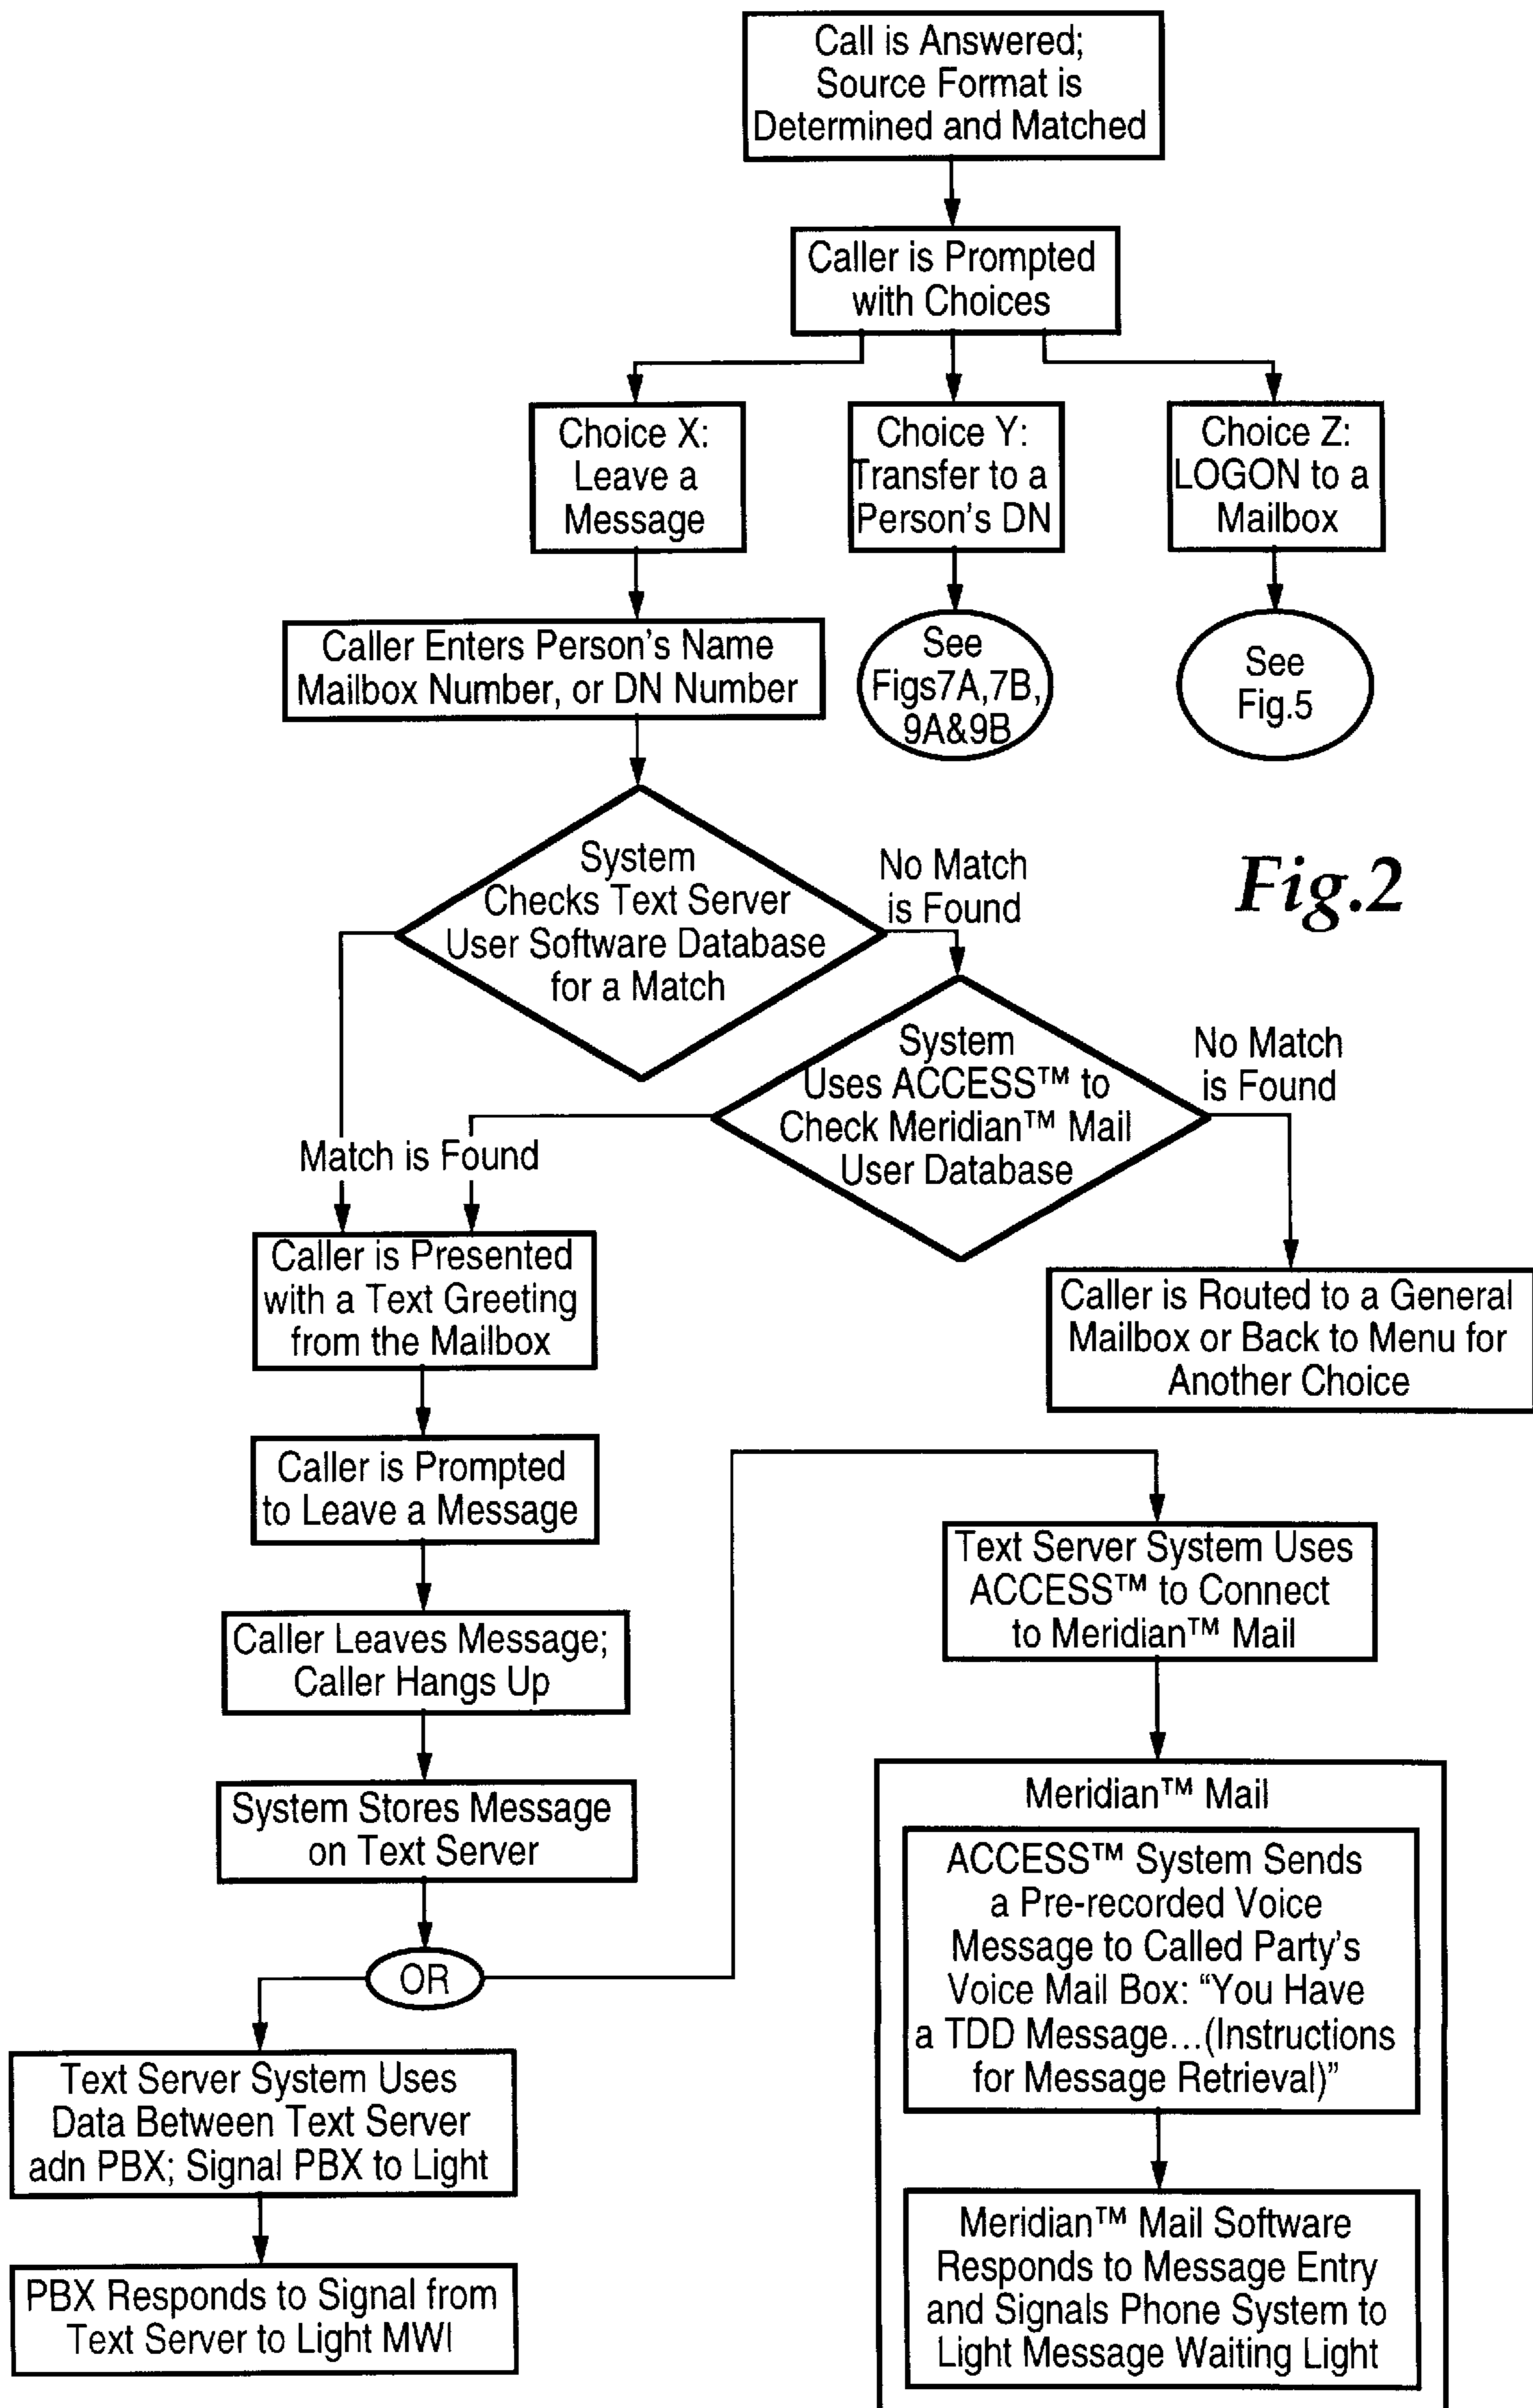 Call is Answered;
Source Format is
Determined and Matched
Caller is Prompted
with Choices
Choice X:
Leave a
Message
Choice Y:
Transfer to a
Person's DN
Choice Z:
LOGON to a
Mailbox
Caller Enters Person's Name
Mailbox Number, or DN Number
See
Figs7A,7B,
9A&9B
See
Fig.5
System
Checks Text Server
User Software Database
for a Match
No Match
is Found
Fig.2
System
Uses ACCESS™ to
Check Meridian™ Mail
User Database
No Match
is Found
Match is Found
Caller is Presented
with a Text Greeting
from the Mailbox
Caller is Routed to a General
Mailbox or Back to Menu for
Another Choice
Caller is Prompted
to Leave a Message
Caller Leaves Message;
Caller Hangs Up
System Stores Message
on Text Server
OR
Text Server System Uses
Data Between Text Server
adn PBX; Signal PBX to Light
PBX Responds to Signal from
Text Server to Light MWI
Text Server System Uses
ACCESS™ to Connect
to Meridian™ Mail
Meridian™ Mail
ACCESS™ System Sends
a Pre-recorded Voice
Message to Called Party's
Voice Mail Box: “You Have
a TDD Message...(Instructions
for Message Retrieval)”
Meridian™ Mail Software
Responds to Message Entry
and Signals Phone System to
Light Message Waiting Light